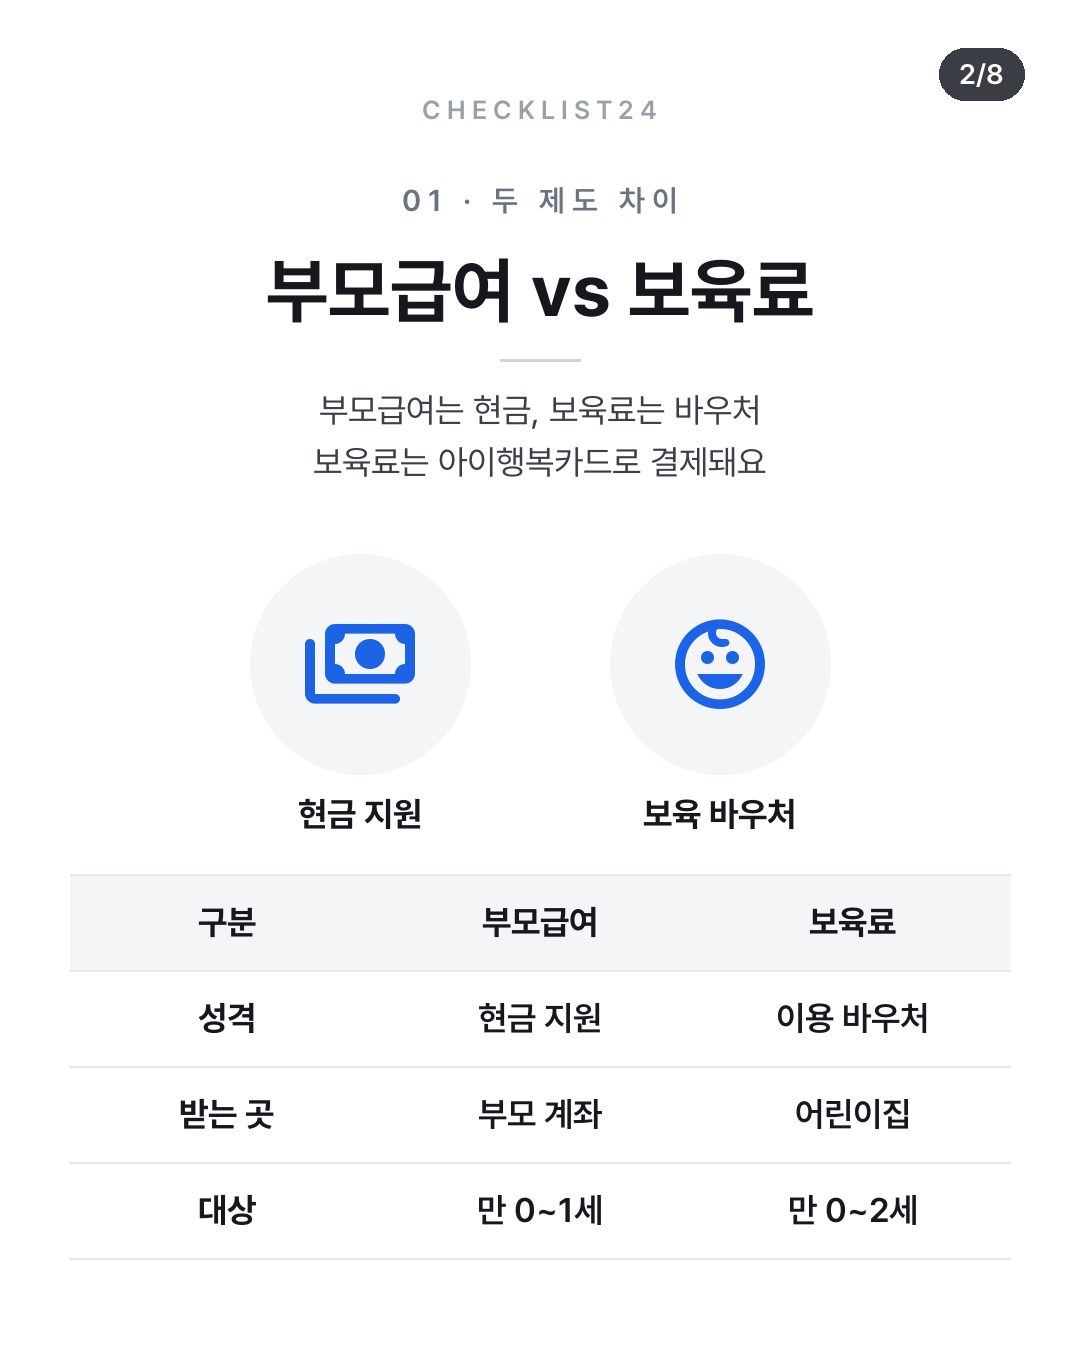 2/8
CHECKLIST24
01 · 두 제도 차이
부모급여 vs 보육료
부모급여는 현금, 보육료는 바우처
보육료는 아이행복카드로 결제돼요
현금 지원 보육 바우처
구분 부모급여 보육료
성격 현금 지원 이용 바우처
받는 곳 부모 계좌 어린이집
대상 만 0~1세 만 0~2세